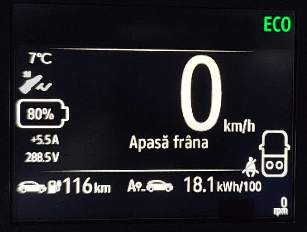 ECO
7°C
80%
+5.5A
288.5V
0 km/h
Apasă frâna
116km
A 18.1 kWh/100
0
rpm